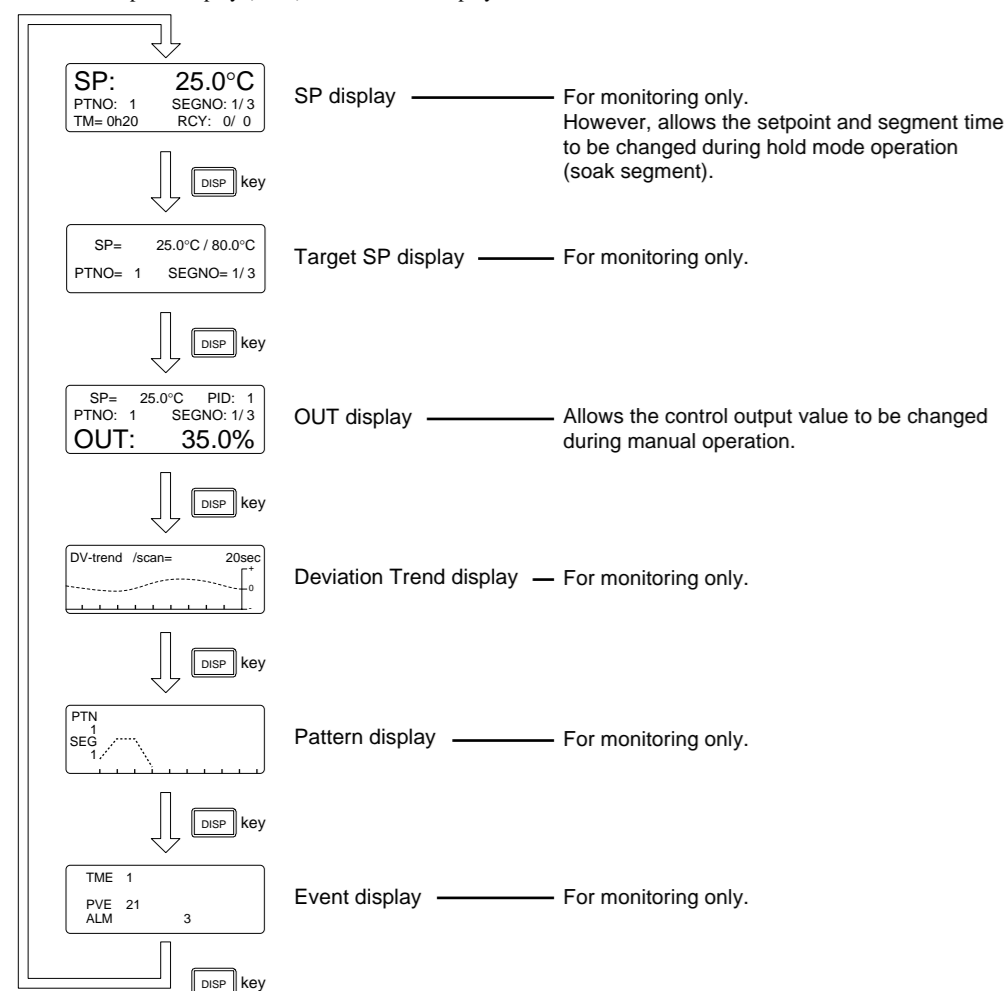 SP: 25.0°C
PTNO: 1 SEGNO: 1/ 3
TM= 0h20 RCY: 0/ 0
SP display
For monitoring only.
However, allows the setpoint and segment time
to be changed during hold mode operation
(soak segment).
DISP key
SP= 25.0°C / 80.0°C
PTNO= 1 SEGNO= 1/ 3
Target SP display
For monitoring only.
DISP key
SP= 25.0°C PID: 1
PTNO: 1 SEGNO: 1/ 3
OUT: 35.0%
OUT display
Allows the control output value to be changed
during manual operation.
DISP key
DV-trend /scan= 20sec
+
0
-
Deviation Trend display
For monitoring only.
DISP key
PTN
1
SEG
1
Pattern display
For monitoring only.
DISP key
TME 1
PVE 21
ALM 3
Event display
For monitoring only.
DISP key